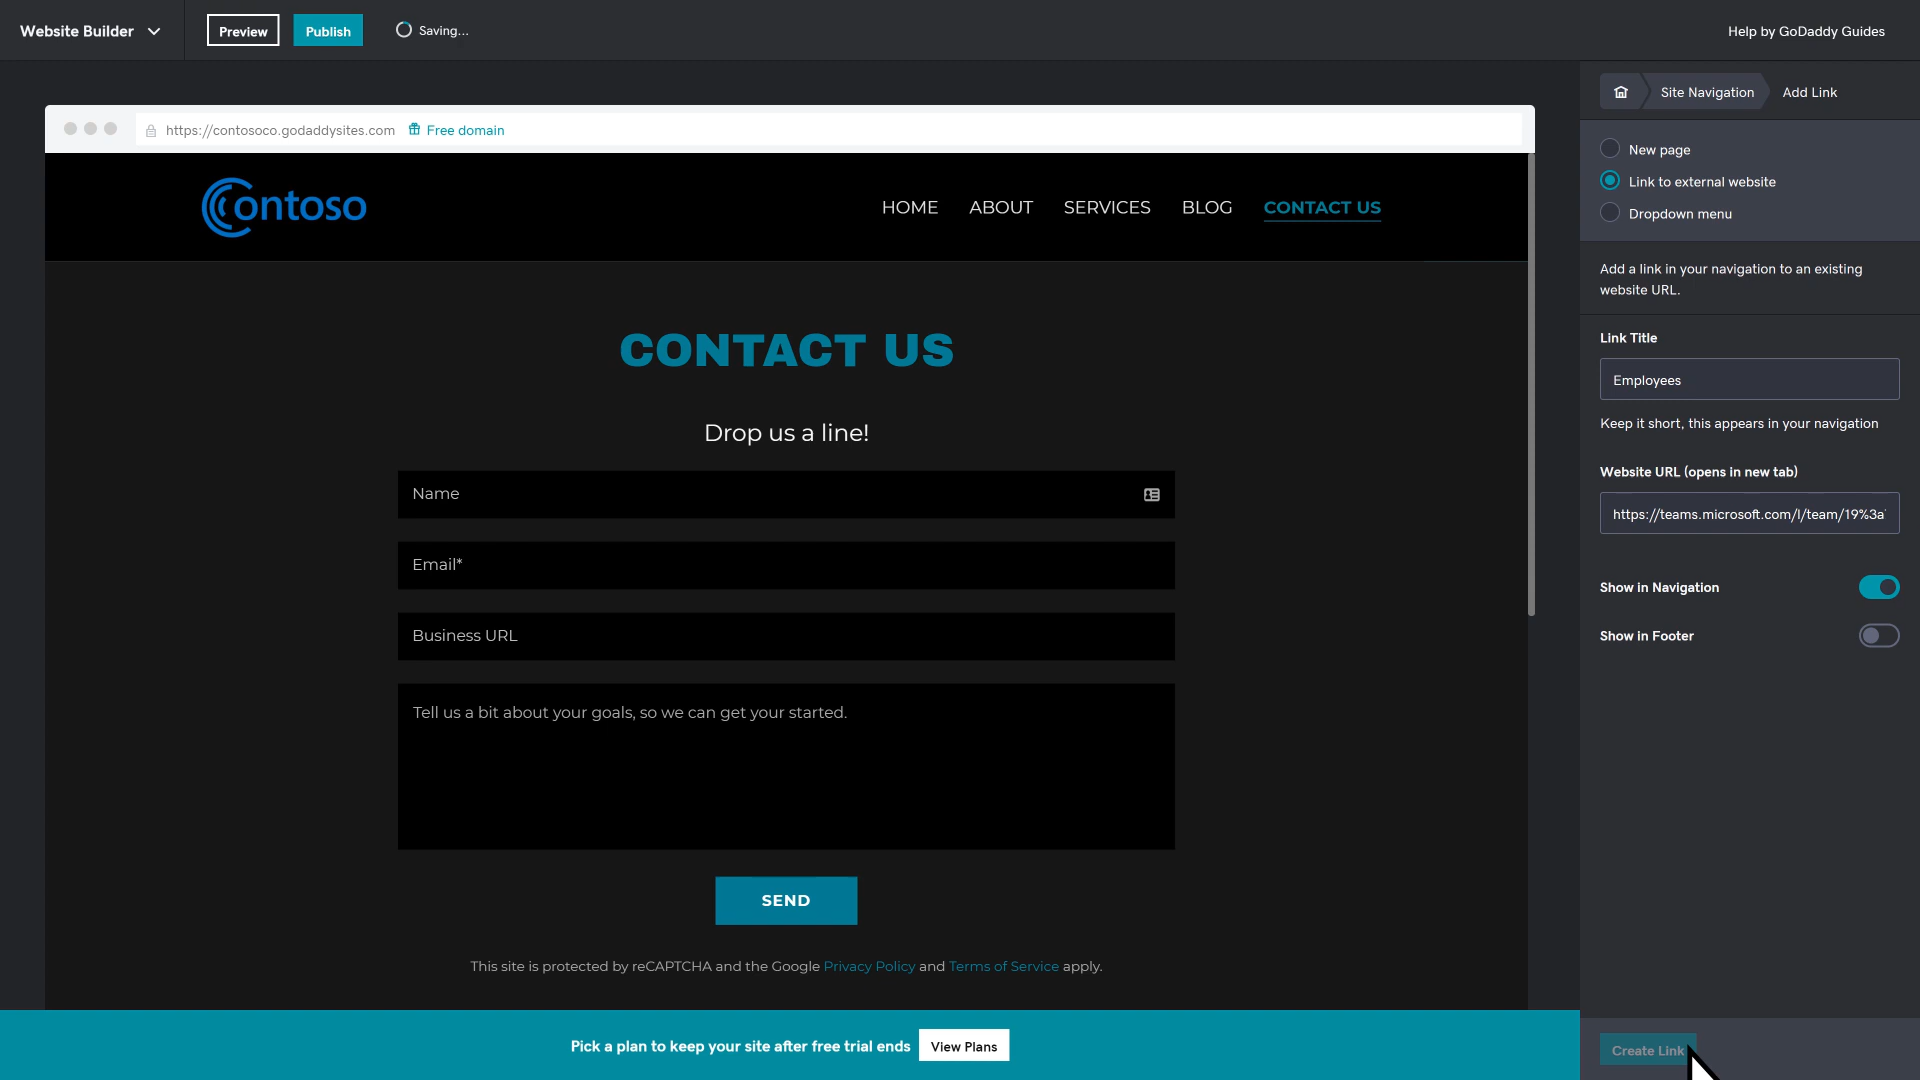 Website Builder
Preview
Publish
Saving...
Help by GoDaddy Guides
Site Navigation
Add Link
https://contosoco.godaddysites.com
Free domain
Contoso
HOME
ABOUT
SERVICES
BLOG
CONTACT US
CONTACT US
Drop us a line!
Name
Email*
Business URL
Tell us a bit about your goals, so we can get your started.
SEND
This site is protected by reCAPTCHA and the Google Privacy Policy and Terms of Service apply.
Pick a plan to keep your site after free trial ends
View Plans
New page
Link to external website
Dropdown menu
Add a link in your navigation to an existing
website URL.
Link Title
Employees
Keep it short, this appears in your navigation
Website URL (opens in new tab)
https://teams.microsoft.com/l/team/19%3a
Show in Navigation
Show in Footer
Create Link